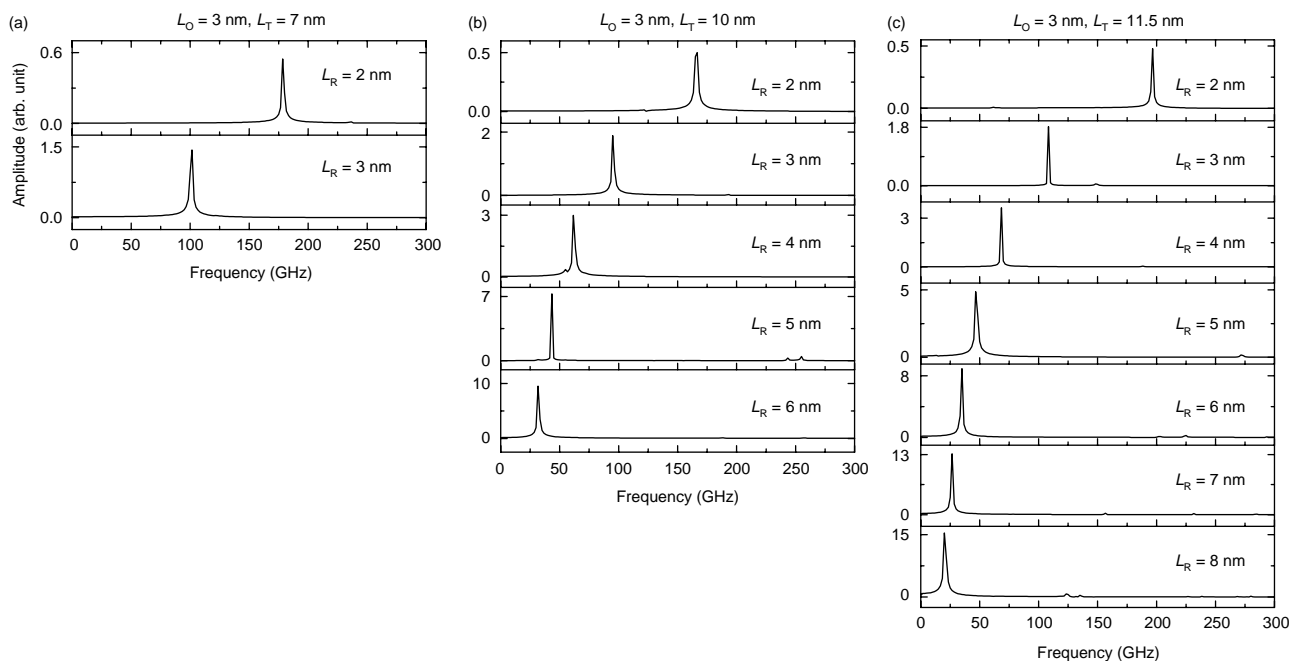 (a)
L_O = 3 nm, L_T = 7 nm
Amplitude (arb. unit)
0.6
0.0
L_R = 2 nm
1.5
0.0
L_R = 3 nm
0 50 100 150 200 250 300
Frequency (GHz)
(b)
L_O = 3 nm, L_T = 10 nm
0.5
0.0
L_R = 2 nm
2
0
L_R = 3 nm
3
0
L_R = 4 nm
7
0
L_R = 5 nm
10
0
L_R = 6 nm
0 50 100 150 200 250 300
Frequency (GHz)
(c)
L_O = 3 nm, L_T = 11.5 nm
0.5
0.0
L_R = 2 nm
1.8
0.0
L_R = 3 nm
3
0
L_R = 4 nm
5
0
L_R = 5 nm
8
0
L_R = 6 nm
13
0
L_R = 7 nm
15
0
L_R = 8 nm
0 50 100 150 200 250 300
Frequency (GHz)